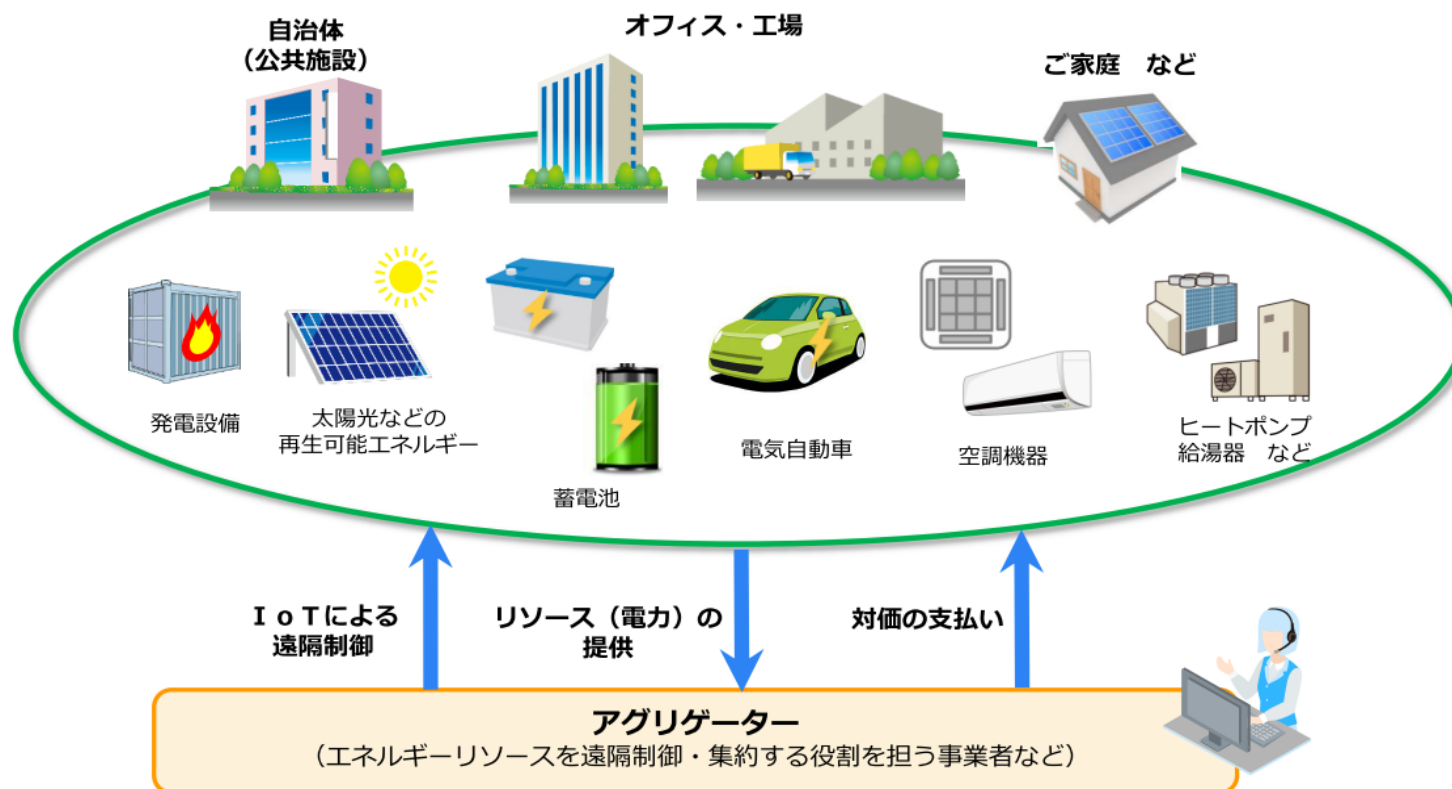 自治体
（公共施設）
オフィス・工場
ご家庭　など
発電設備
太陽光などの
再生可能エネルギー
蓄電池
電気自動車
空調機器
ヒートポンプ
給湯器　など
ＩｏＴによる
遠隔制御
リソース（電力）の
提供
対価の支払い
アグリゲーター
（エネルギーリソースを遠隔制御・集約する役割を担う事業者など）